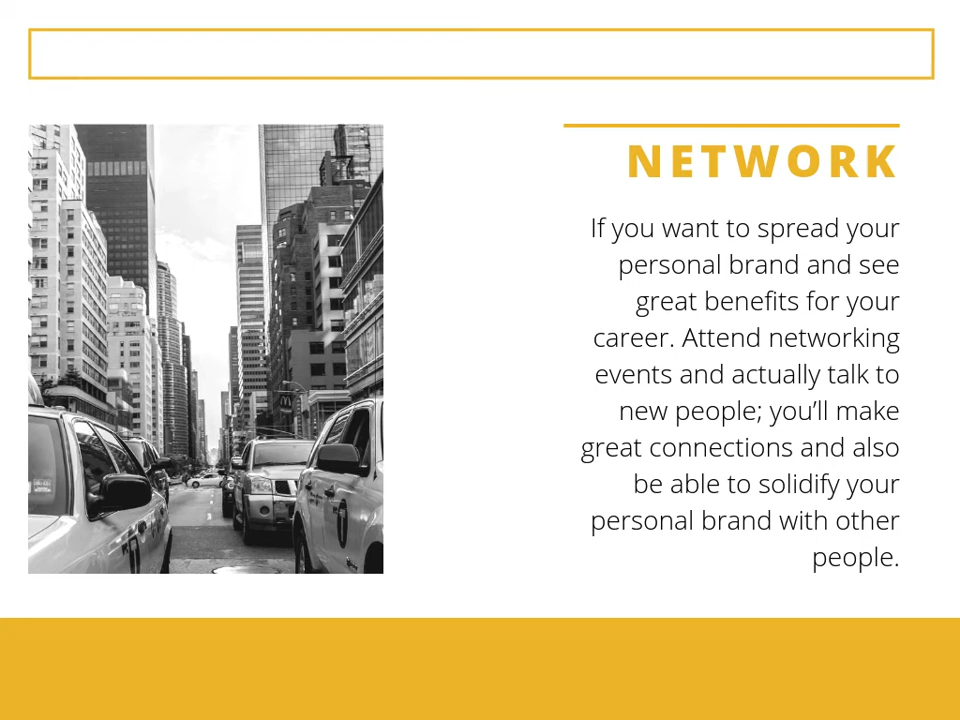 NETWORK
If you want to spread your
personal brand and see
great benefits for your
career. Attend networking
events and actually talk to
new people; you’ll make
great connections and also
be able to solidify your
personal brand with other
people.